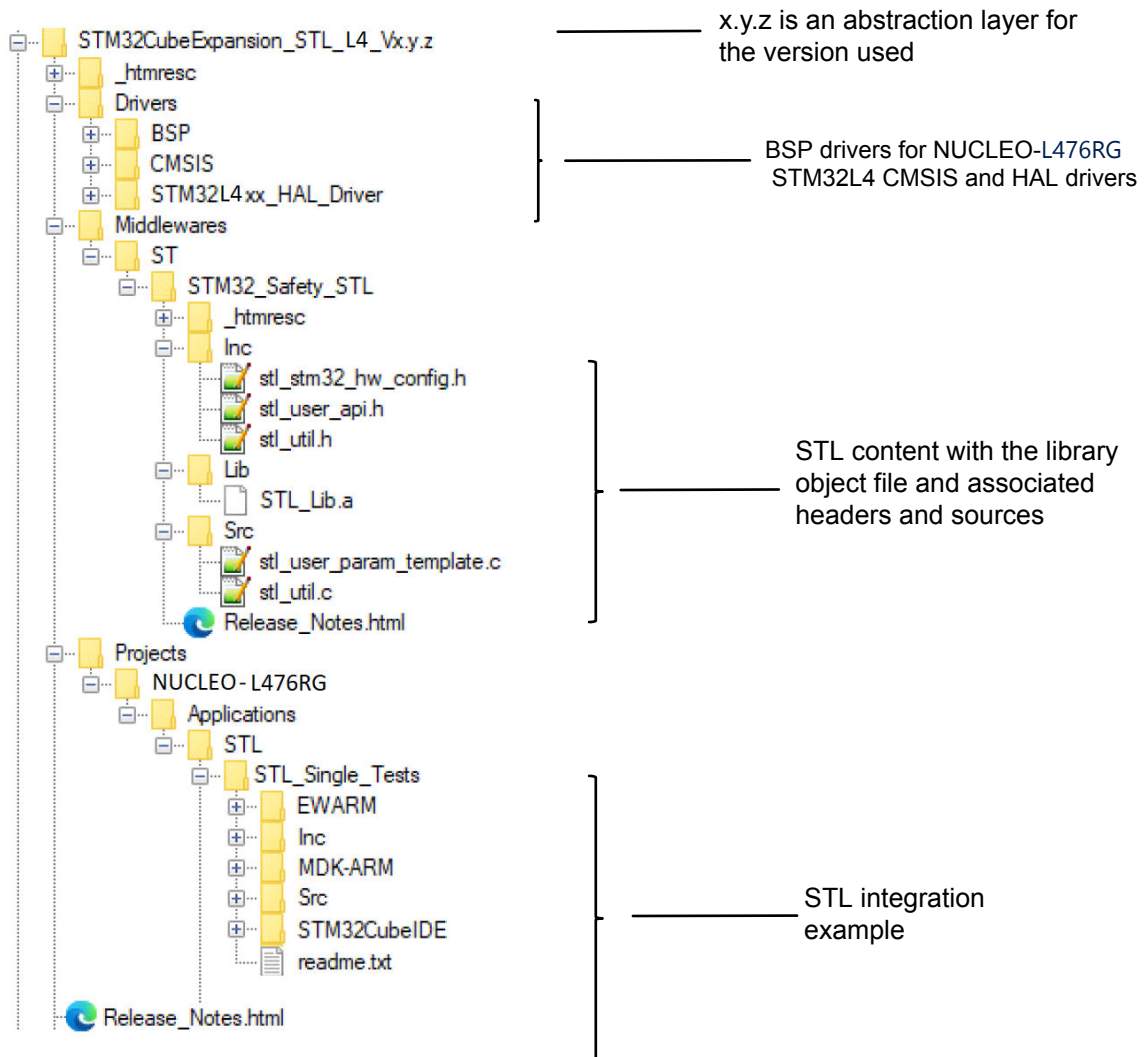 STM32CubeExpansion_STL_L4_Vx.y.z
x.y.z is an abstraction layer for
the version used
_htmresc
Drivers
BSP
CMSIS
STM32L4xx_HAL_Driver
BSP drivers for NUCLEO-L476RG
STM32L4 CMSIS and HAL drivers
Middlewares
ST
STM32_Safety_STL
_htmresc
Inc
stl_stm32_hw_config.h
stl_user_api.h
stl_util.h
Lib
STL_Lib.a
Src
stl_user_param_template.c
stl_util.c
Release_Notes.html
STL content with the library
object file and associated
headers and sources
Projects
NUCLEO-L476RG
Applications
STL
STL_Single_Tests
EWARM
Inc
MDK-ARM
Src
STM32CubeIDE
readme.txt
STL integration
example
Release_Notes.html